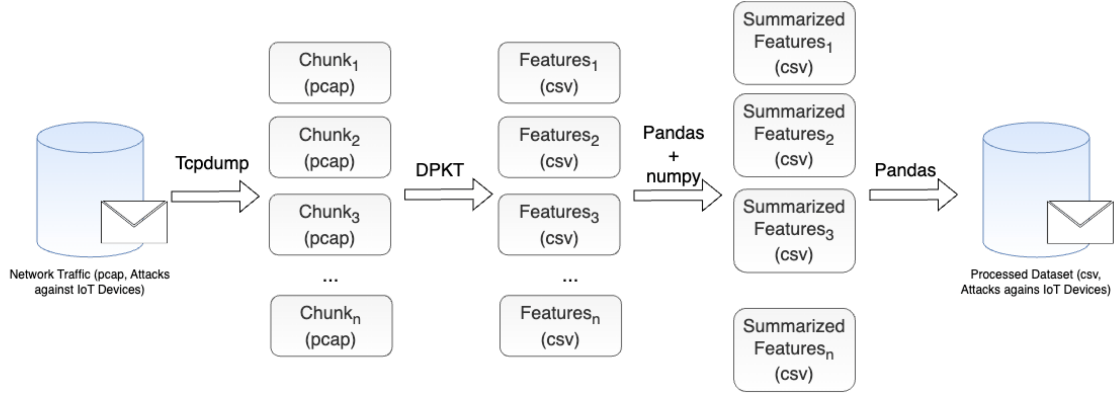 Network Traffic (pcap, Attacks
against IoT Devices)
Tcpdump
Chunk₁
(pcap)
Chunk₂
(pcap)
Chunk₃
(pcap)
...
Chunkₙ
(pcap)
DPKT
Features₁
(csv)
Features₂
(csv)
Features₃
(csv)
...
Featuresₙ
(csv)
Pandas
+
numpy
Summarized
Features₁
(csv)
Summarized
Features₂
(csv)
Summarized
Features₃
(csv)
Summarized
Featuresₙ
(csv)
Pandas
Processed Dataset (csv,
Attacks agains IoT Devices)